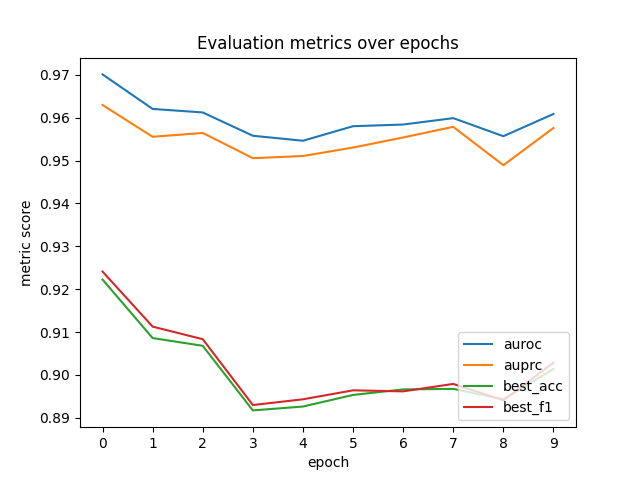 Evaluation metrics over epochs
metric score
0.97
0.96
0.95
0.94
0.93
0.92
0.91
0.90
0.89
auroc
auprc
best_acc
best_f1
0 1 2 3 4 5 6 7 8 9
epoch